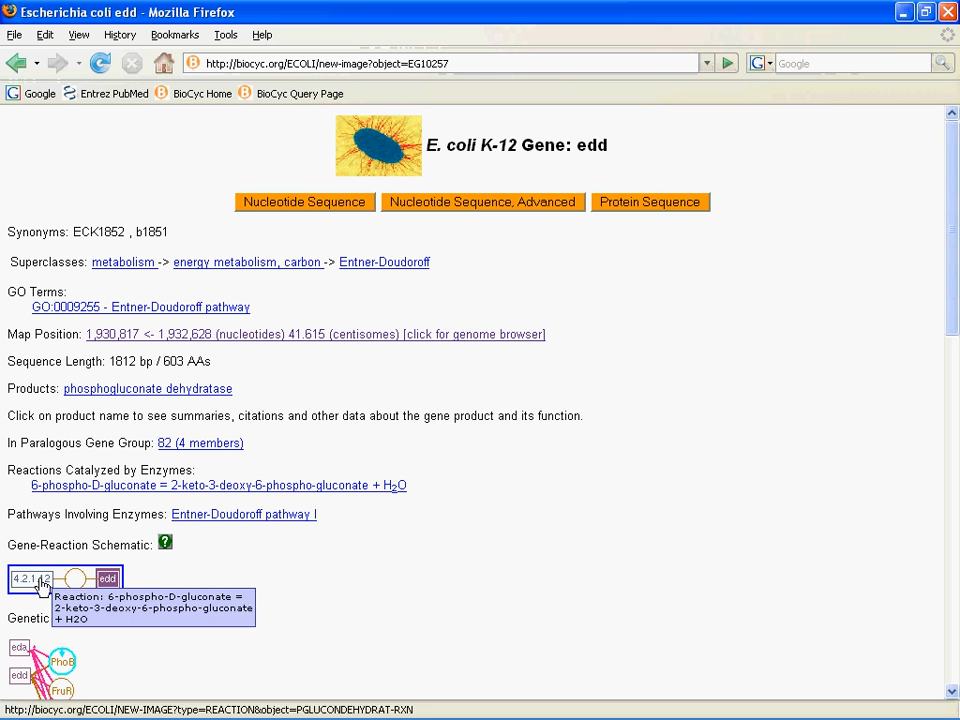 Escherichia coli edd - Mozilla Firefox
File Edit View History Bookmarks Tools Help
http://biocyc.org/ECOLI/new-image?object=EG10257
Google
Google Entrez PubMed BioCyc Home BioCyc Query Page
E. coli K-12 Gene: edd
Nucleotide Sequence Nucleotide Sequence, Advanced Protein Sequence
Synonyms: ECK1852 , b1851
Superclasses: metabolism -> energy metabolism, carbon -> Entner-Doudoroff
GO Terms:
GO:0009255 - Entner-Doudoroff pathway
Map Position: 1,930,817 <- 1,932,628 (nucleotides) 41.615 (centisomes) [click for genome browser]
Sequence Length: 1812 bp / 603 AAs
Products: phosphogluconate dehydratase
Click on product name to see summaries, citations and other data about the gene product and its function.
In Paralogous Gene Group: 82 (4 members)
Reactions Catalyzed by Enzymes:
6-phospho-D-gluconate = 2-keto-3-deoxy-6-phospho-gluconate + H2O
Pathways Involving Enzymes: Entner-Doudoroff pathway I
Gene-Reaction Schematic: ?
4.2.1.12 edd
Reaction: 6-phospho-D-gluconate =
2-keto-3-deoxy-6-phospho-gluconate
+ H2O
Genetic
eda
PhoB
edd
FruR
http://biocyc.org/ECOLI/NEW-IMAGE?type=REACTION&object=PGLUCONDEHYDRAT-RXN